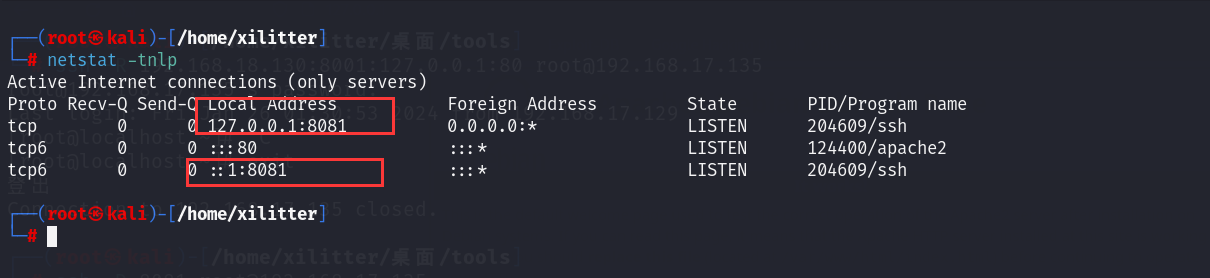 ┌──(root㉿kali)-[/home/xilitter]
└─# netstat -tnlp
Active Internet connections (only servers)
Proto Recv-Q Send-Q Local Address           Foreign Address         State       PID/Program name
tcp        0      0 127.0.0.1:8081          0.0.0.0:*               LISTEN      204609/ssh
tcp6       0      0 :::80                   :::*                    LISTEN      124400/apache2
tcp6       0      0 ::1:8081                :::*                    LISTEN      204609/ssh
┌──(root㉿kali)-[/home/xilitter]
└─#